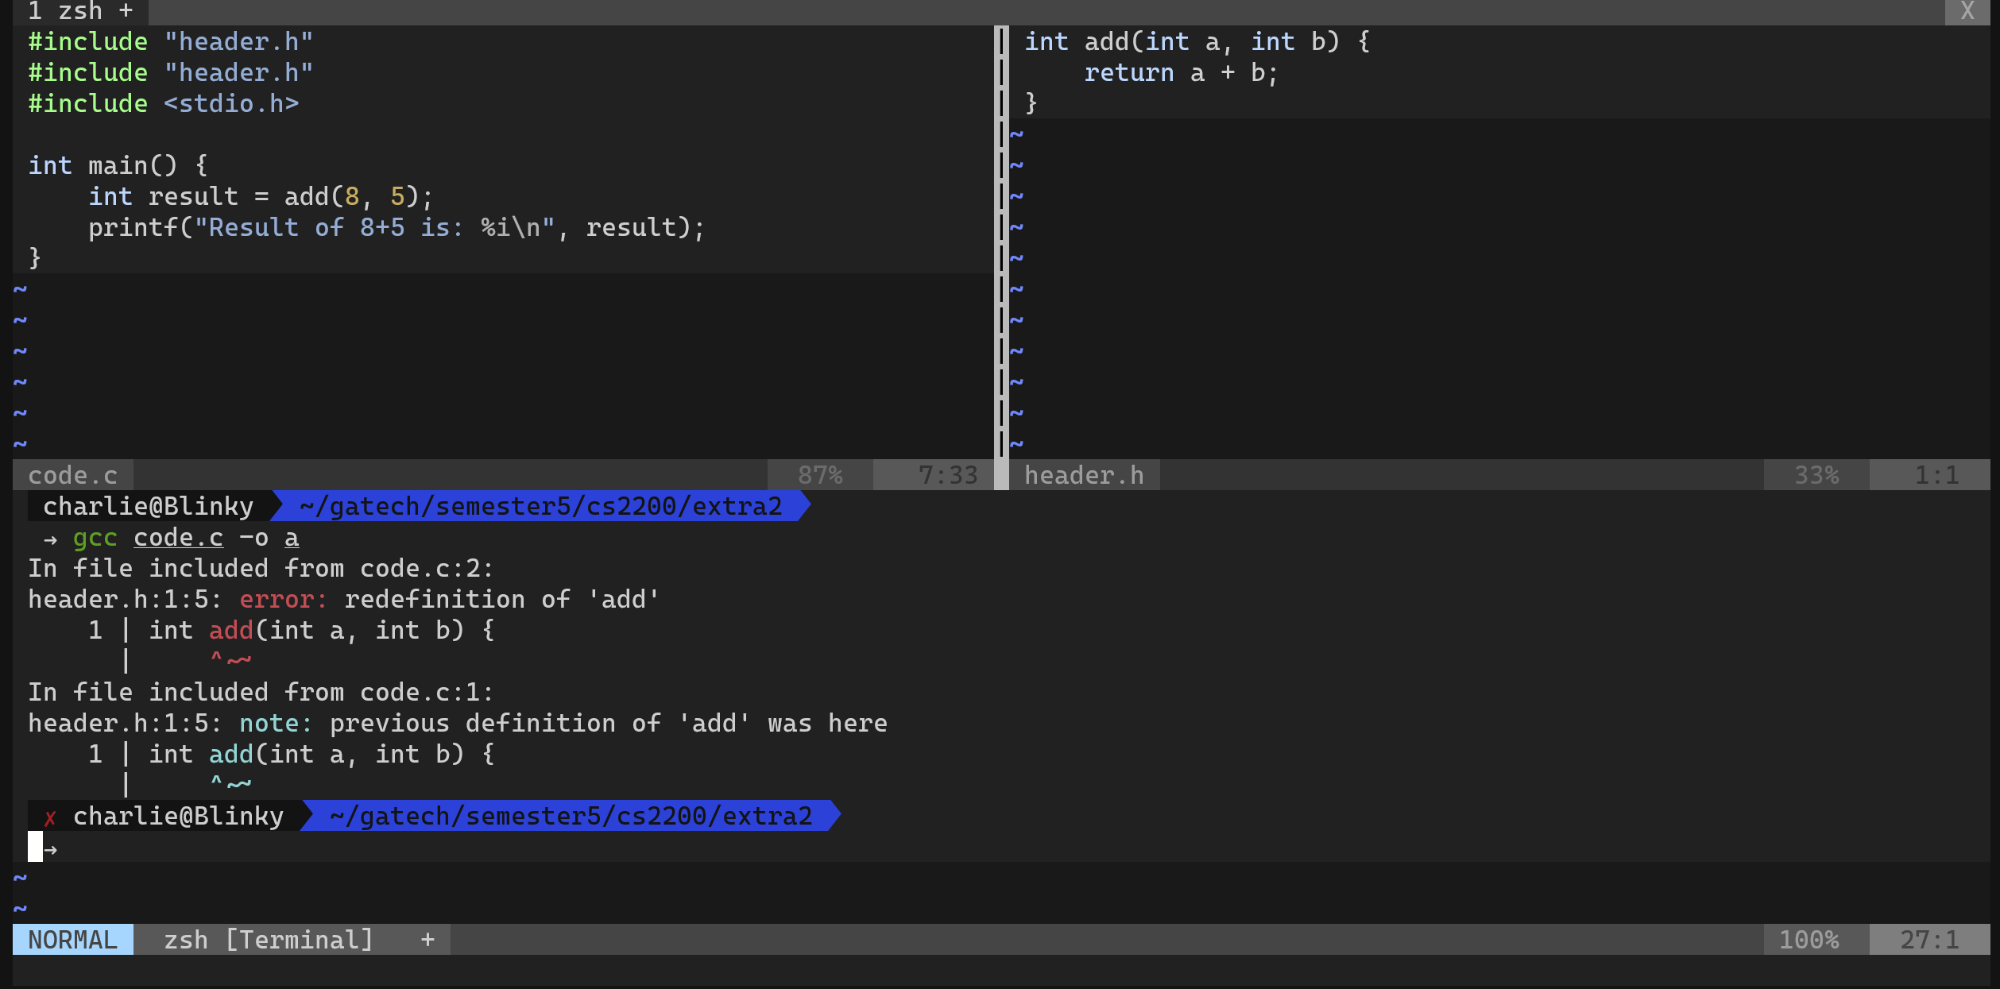 1 zsh + X
#include "header.h"
#include "header.h"
#include <stdio.h>

int main() {
    int result = add(8, 5);
    printf("Result of 8+5 is: %i\n", result);
}
~
~
~
~
~
~
code.c 87% 7:33
int add(int a, int b) {
    return a + b;
}
~
~
~
~
~
~
~
~
~
~
~
header.h 33% 1:1
charlie@Blinky ~/gatech/semester5/cs2200/extra2
→ gcc code.c -o a
In file included from code.c:2:
header.h:1:5: error: redefinition of 'add'
    1 | int add(int a, int b) {
      |     ^~~
In file included from code.c:1:
header.h:1:5: note: previous definition of 'add' was here
    1 | int add(int a, int b) {
      |     ^~~
✗ charlie@Blinky ~/gatech/semester5/cs2200/extra2
→
~
~
NORMAL zsh [Terminal] + 100% 27:1